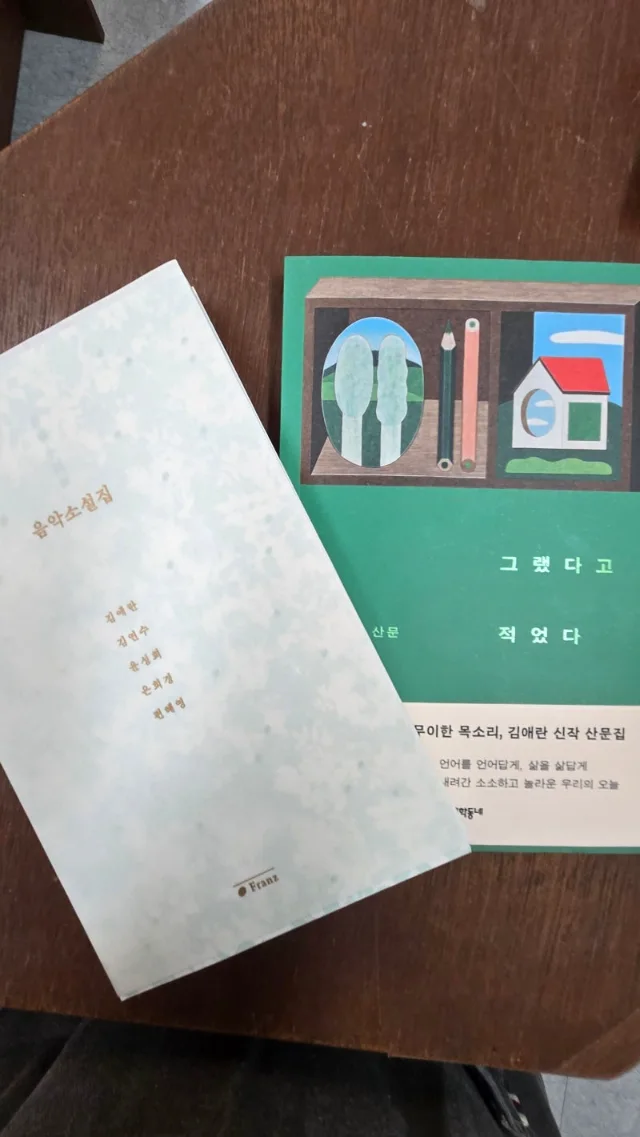 음악소설집
김애란
김연수
윤성희
은희경
편혜영
Franz
그랬다고
적었다
산문
무이한 목소리, 김애란 신작 산문집
언어를 언어답게, 삶을 삶답게
내려간 소소하고 놀라운 우리의 오늘
학동네